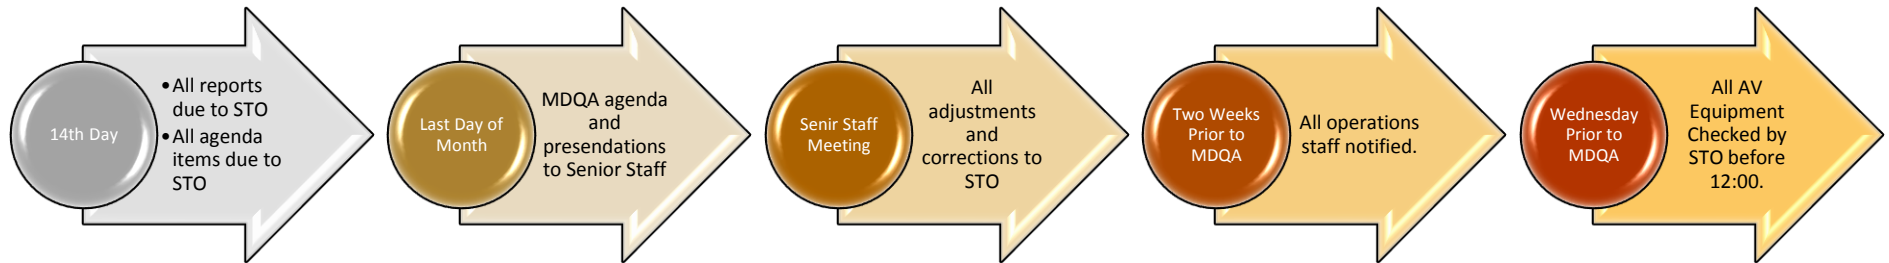 14th Day
•All reports
due to STO
•All agenda
items due to
STO
Last Day of
Month
MDQA agenda
and
presendations
to Senior Staff
Senir Staff
Meeting
All
adjustments
and
corrections to
STO
Two Weeks
Prior to
MDQA
All operations
staff notified.
Wednesday
Prior to
MDQA
All AV
Equipment
Checked by
STO before
12:00.